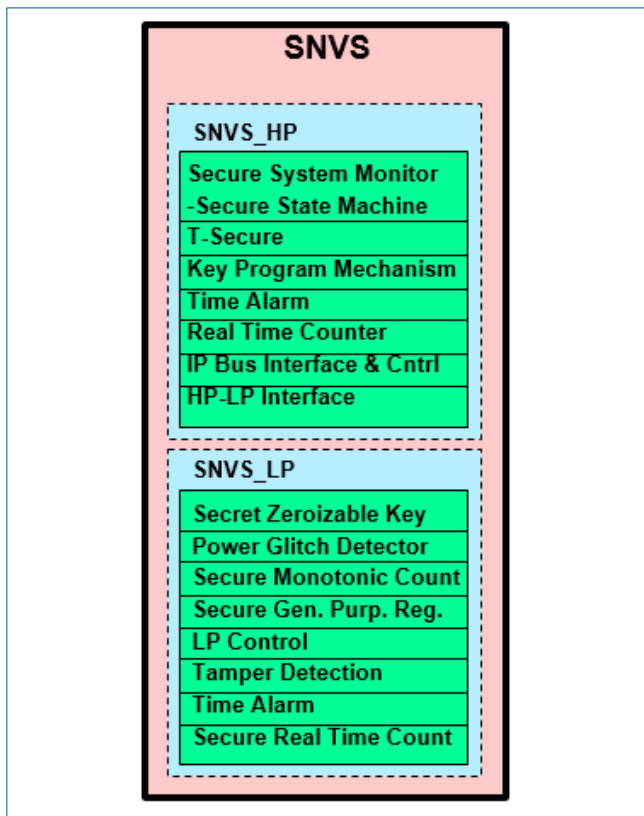 SNVS
SNVS_HP
Secure System Monitor
-Secure State Machine
T-Secure
Key Program Mechanism
Time Alarm
Real Time Counter
IP Bus Interface & Cntrl
HP-LP Interface
SNVS_LP
Secret Zeroizable Key
Power Glitch Detector
Secure Monotonic Count
Secure Gen. Purp. Reg.
LP Control
Tamper Detection
Time Alarm
Secure Real Time Count